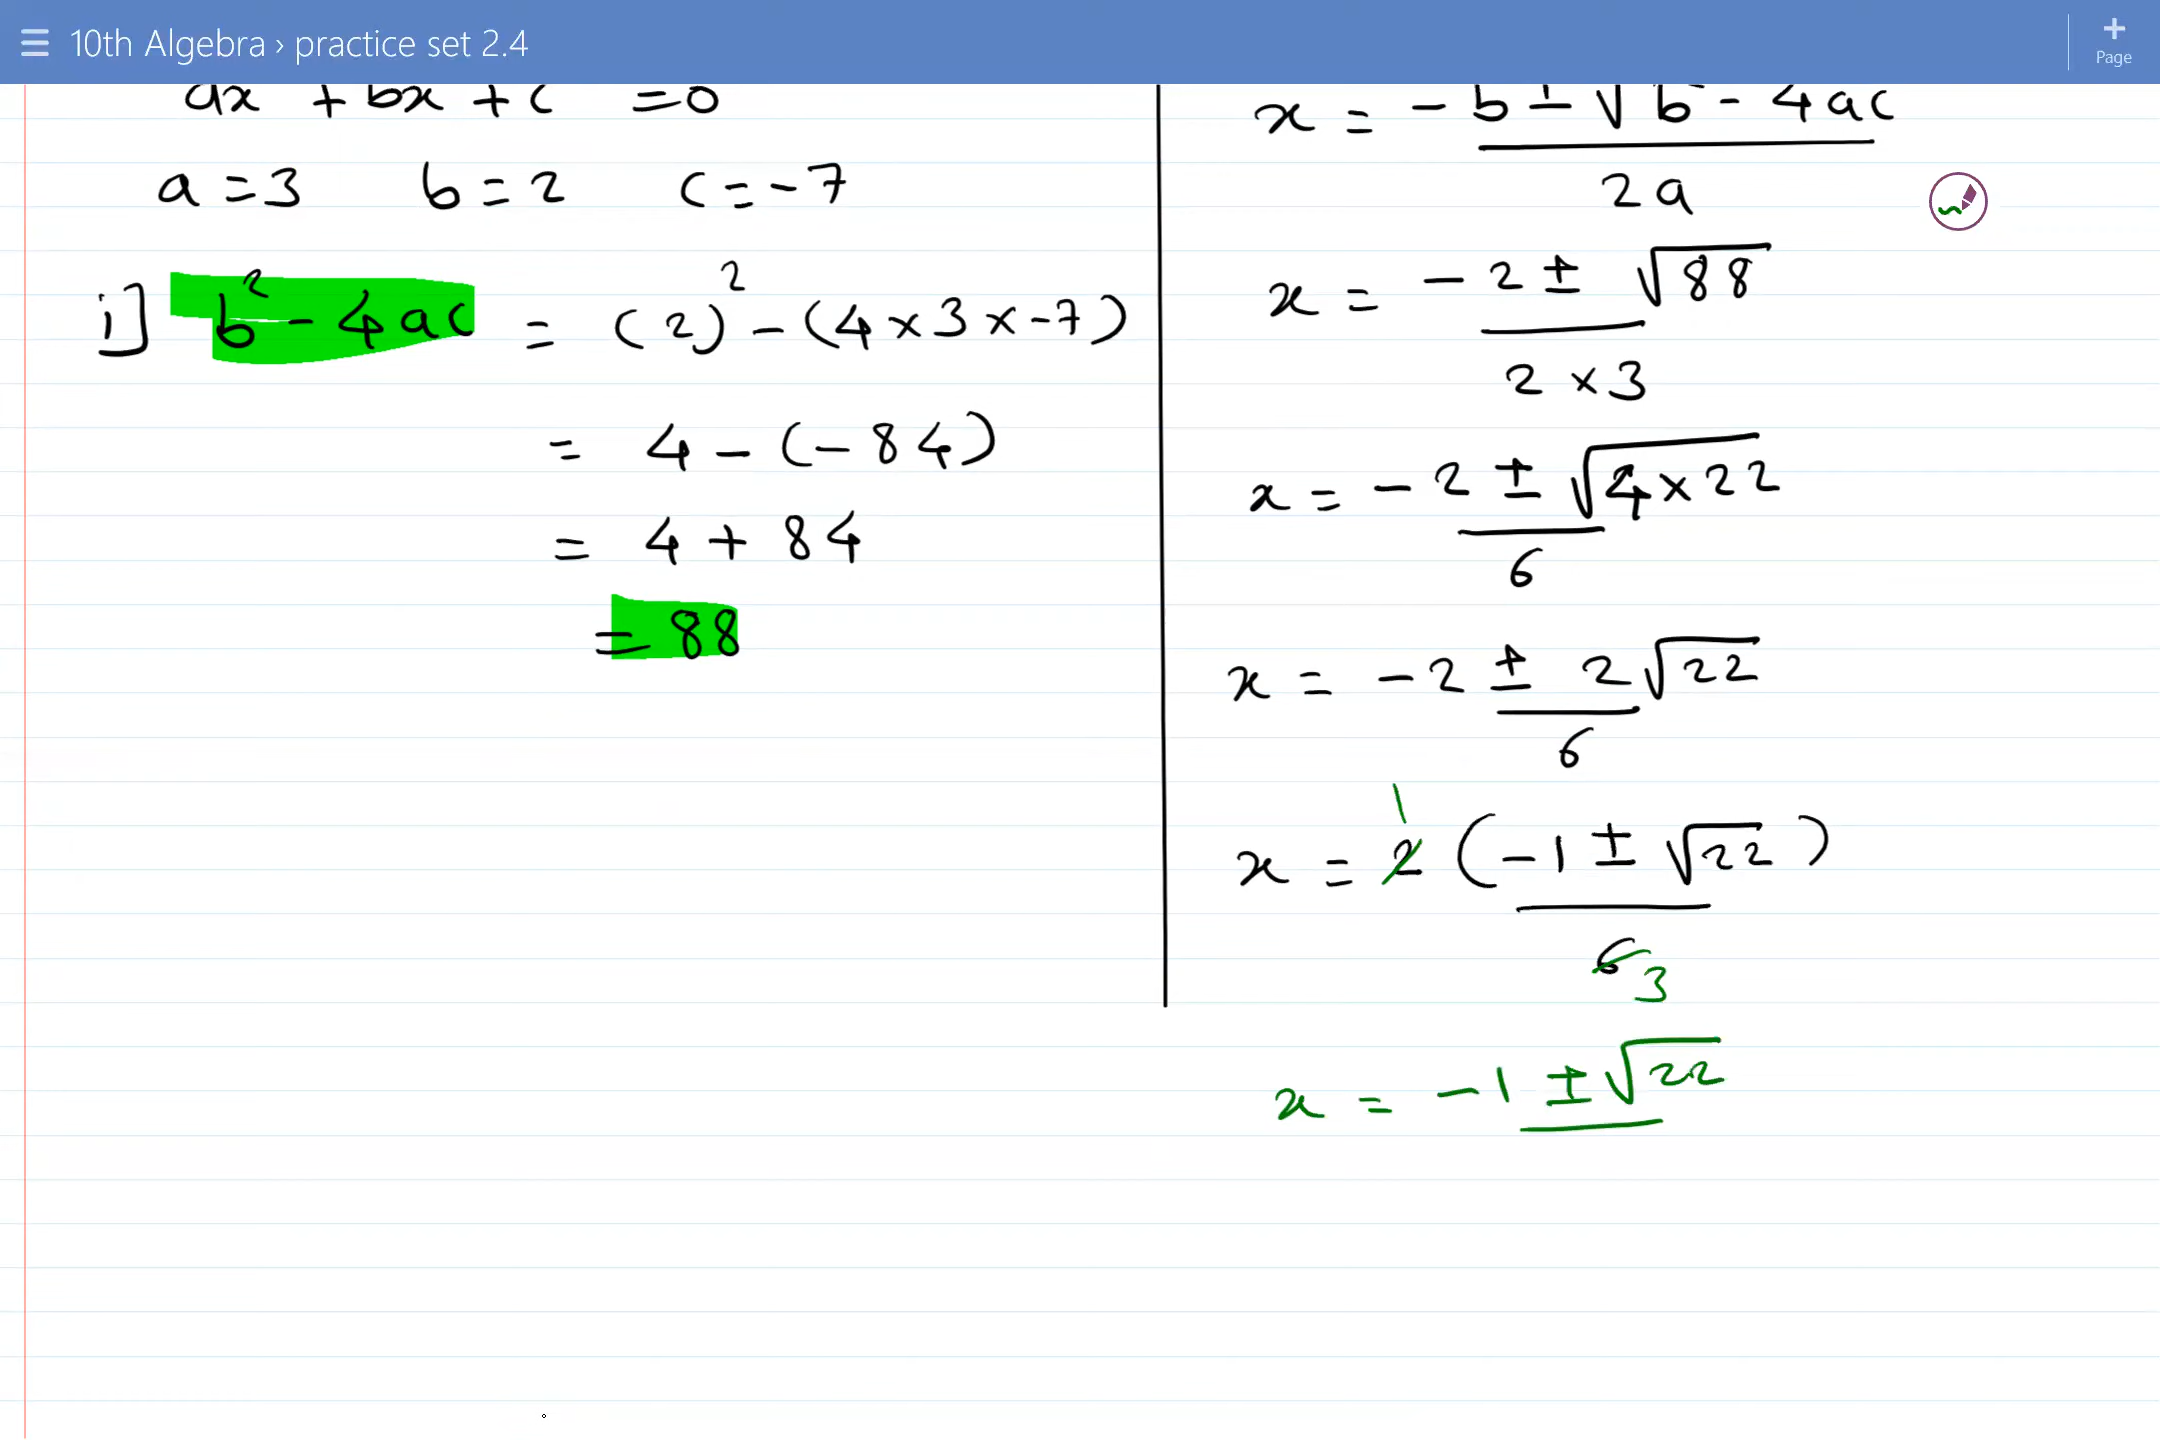 10th Algebra › practice set 2.4
Page
ax + bx + c = 0
a = 3 b = 2 c = -7
i] b² - 4ac = (2)² - (4 × 3 × -7)
= 4 - (-84)
= 4 + 84
= 88
x = -b ± √b - 4ac
2a
x = -2 ± √88
2 × 3
x = -2 ± √4×22
6
x = -2 ± 2√22
6
1
x = 2 (-1 ± √22)
6 3
x = -1 ± √22